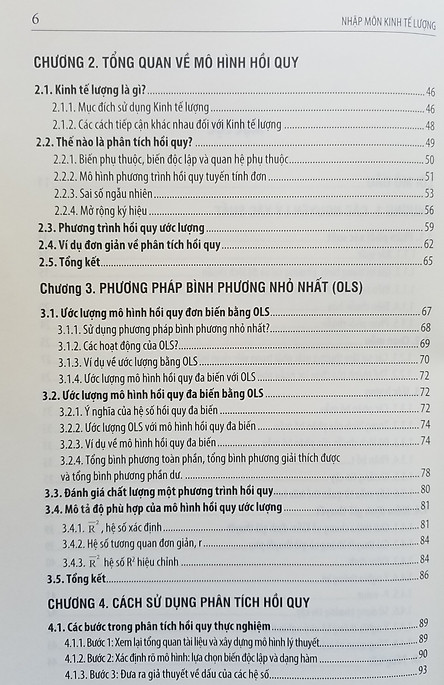 6 NHẬP MÔN KINH TẾ LƯỢNG
CHƯƠNG 2. TỔNG QUAN VỀ MÔ HÌNH HỒI QUY
2.1. Kinh tế lượng là gì? 46
2.1.1. Mục đích sử dụng Kinh tế lượng 46
2.1.2. Các cách tiếp cận khác nhau đối với Kinh tế lượng 48
2.2. Thế nào là phân tích hồi quy? 49
2.2.1. Biến phụ thuộc, biến độc lập và quan hệ phụ thuộc 50
2.2.2. Mô hình phương trình hồi quy tuyến tính đơn 51
2.2.3. Sai số ngẫu nhiên 53
2.2.4. Mở rộng ký hiệu 56
2.3. Phương trình hồi quy ước lượng 59
2.4. Ví dụ đơn giản về phân tích hồi quy 62
2.5. Tổng kết 65
Chương 3. PHƯƠNG PHÁP BÌNH PHƯƠNG NHỎ NHẤT (OLS)
3.1. Ước lượng mô hình hồi quy đơn biến bằng OLS 67
3.1.1. Sử dụng phương pháp bình phương nhỏ nhất? 68
3.1.2. Các hoạt động của OLS? 69
3.1.3. Ví dụ về ước lượng bằng OLS 70
3.1.4. Ước lượng mô hình hồi quy đa biến với OLS 72
3.2. Ước lượng mô hình hồi quy đa biến bằng OLS 72
3.2.1. Ý nghĩa của hệ số hồi quy đa biến 72
3.2.2. Ước lượng OLS với mô hình hồi quy đa biến 74
3.2.3. Ví dụ về mô hình hồi quy đa biến 74
3.2.4. Tổng bình phương toàn phần, tổng bình phương giải thích được
và tổng bình phương phần dư. 78
3.3. Đánh giá chất lượng một phương trình hồi quy 80
3.4. Mô tả độ phù hợp của mô hình hồi quy ước lượng 81
3.4.1. R̅², hệ số xác định 81
3.4.2. Hệ số tương quan đơn giản, r 84
3.4.3. R̅² hệ số R² hiệu chỉnh 84
3.5. Tổng kết 86
CHƯƠNG 4. CÁCH SỬ DỤNG PHÂN TÍCH HỒI QUY
4.1. Các bước trong phân tích hồi quy thực nghiệm 89
4.1.1. Bước 1: Xem lại tổng quan tài liệu và xây dựng mô hình lý thuyết 89
4.1.2. Bước 2: Xác định rõ mô hình: lựa chọn biến độc lập và dạng hàm 90
4.1.3. Bước 3: Đưa ra giả thuyết về dấu của các hệ số 93